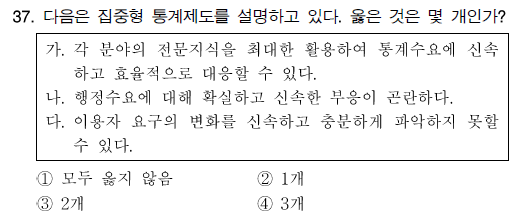 37. 다음은 집중형 통계제도를 설명하고 있다. 옳은 것은 몇 개인가?
가. 각 분야의 전문지식을 최대한 활용하여 통계수요에 신속
하고 효율적으로 대응할 수 있다.
나. 행정수요에 대해 확실하고 신속한 부응이 곤란하다.
다. 이용자 요구의 변화를 신속하고 충분하게 파악하지 못할
수 있다.
① 모두 옳지 않음 ② 1개
③ 2개 ④ 3개